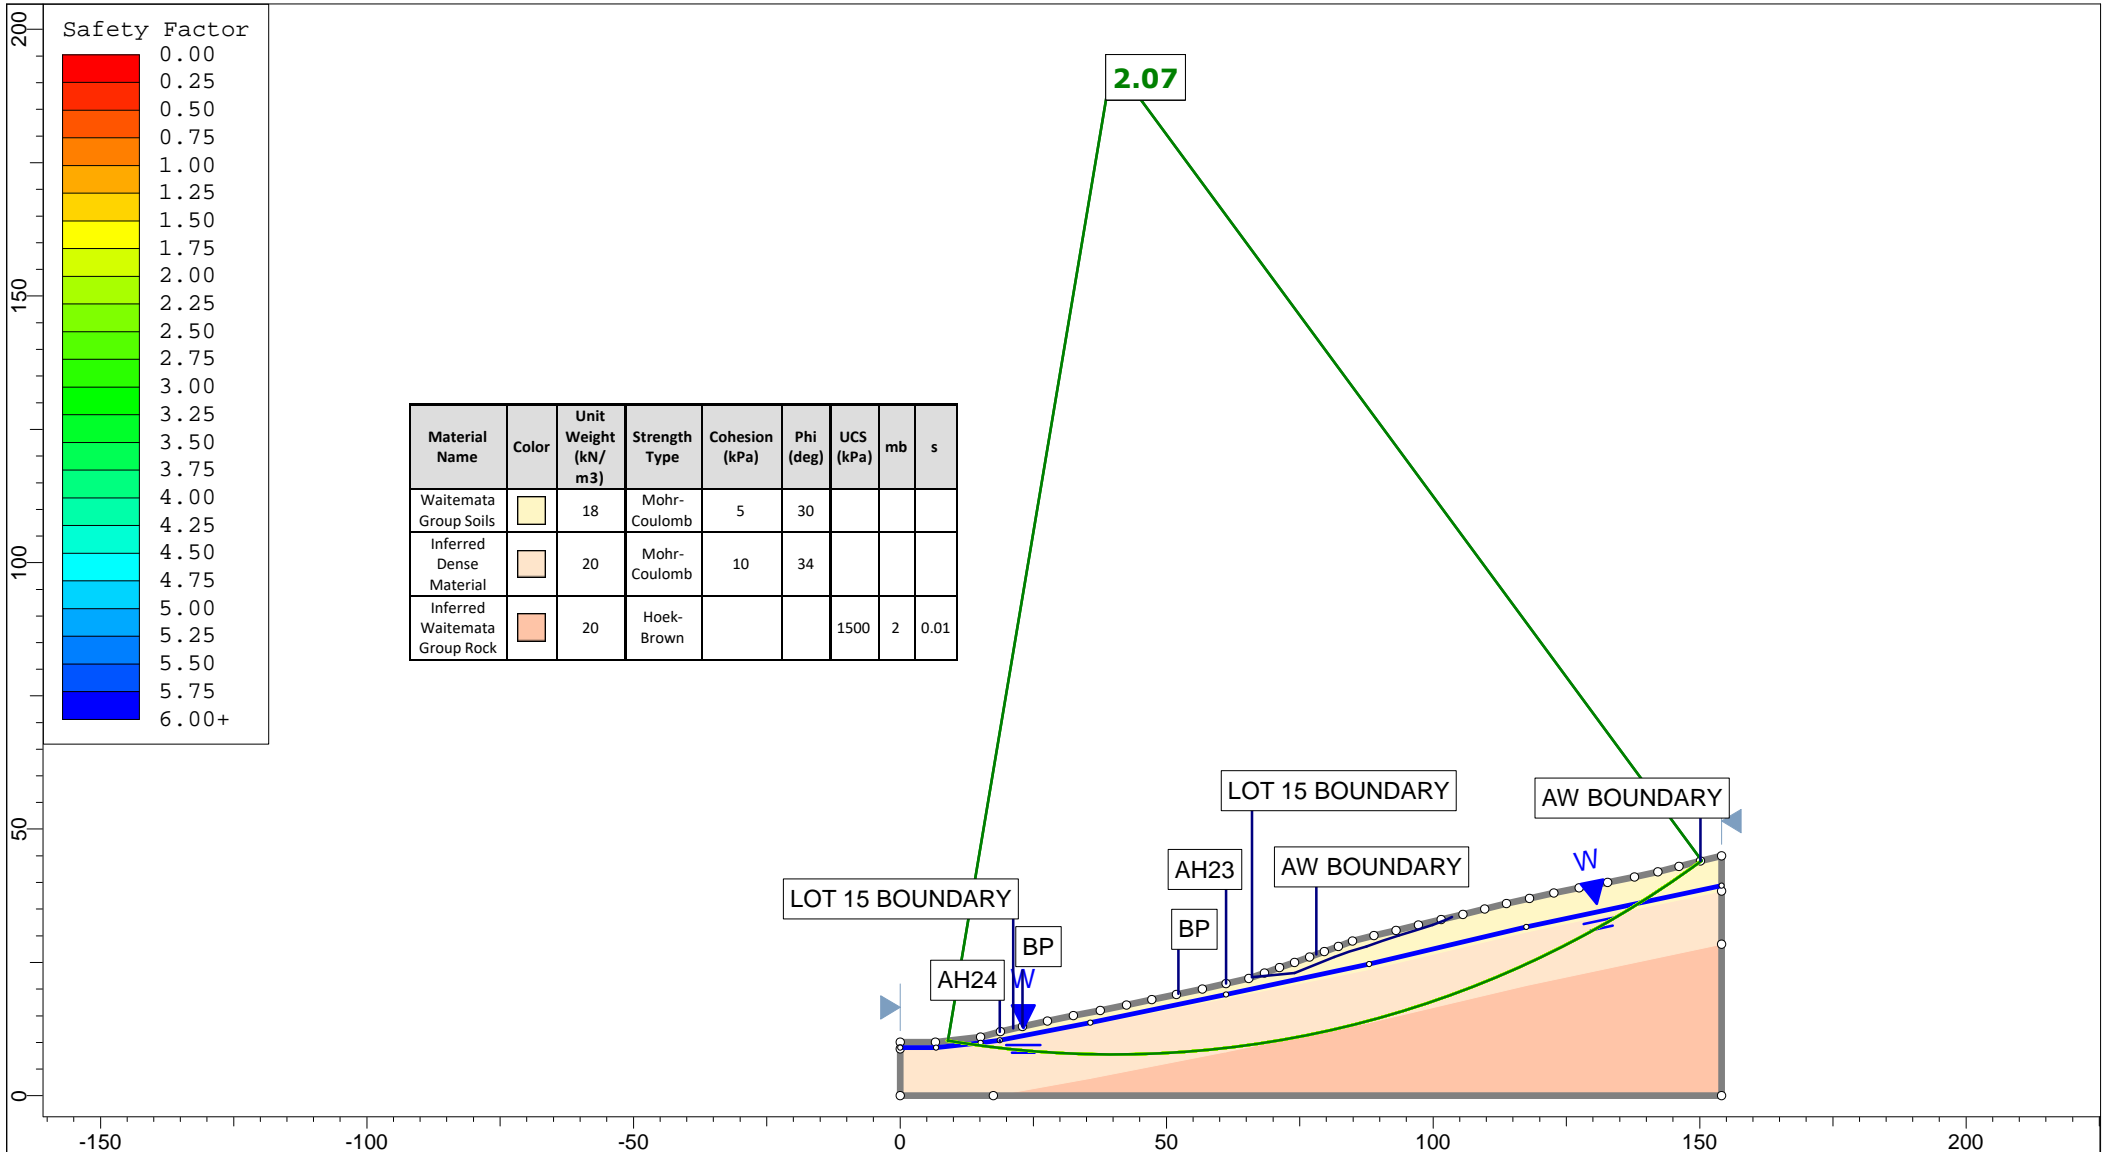 Safety Factor
0.00
0.25
0.50
0.75
1.00
1.25
1.50
1.75
2.00
2.25
2.50
2.75
3.00
3.25
3.50
3.75
4.00
4.25
4.50
4.75
5.00
5.25
5.50
5.75
6.00+
2.07
Material Name Color Unit Weight (kN/ m3) Strength Type Cohesion (kPa) Phi (deg) UCS (kPa) mb s
Waitemata Group Soils 18 Mohr-Coulomb 5 30
Inferred Dense Material 20 Mohr-Coulomb 10 34
Inferred Waitemata Group Rock 20 Hoek-Brown 1500 2 0.01
LOT 15 BOUNDARY
AW BOUNDARY
AH23
AW BOUNDARY
W
LOT 15 BOUNDARY
BP
BP
AH24
W
200
150
100
50
0
-150 -100 -50 0 50 100 150 200